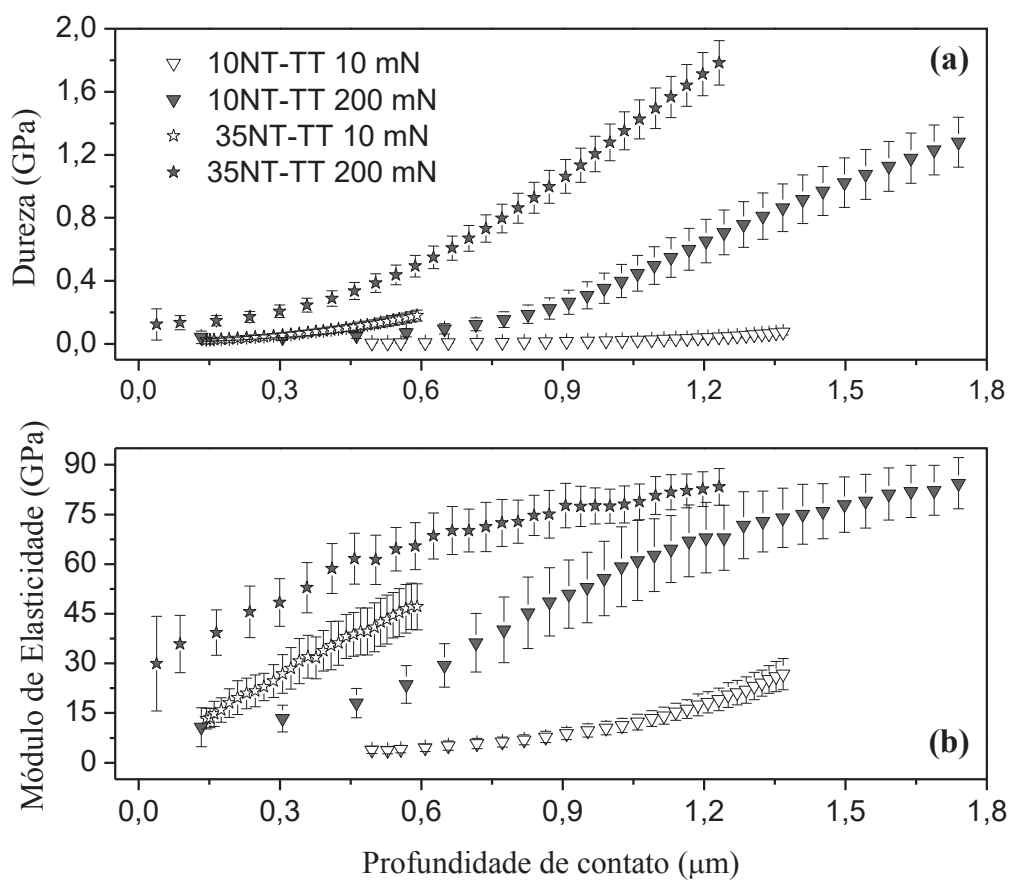 2,0
1,6
1,2
0,8
0,4
0,0
Dureza (GPa)
10NT-TT 10 mN
10NT-TT 200 mN
35NT-TT 10 mN
35NT-TT 200 mN
(a)
0,0 0,3 0,6 0,9 1,2 1,5 1,8
90
75
60
45
30
15
0
Módulo de Elasticidade (GPa)
(b)
0,0 0,3 0,6 0,9 1,2 1,5 1,8
Profundidade de contato (μm)